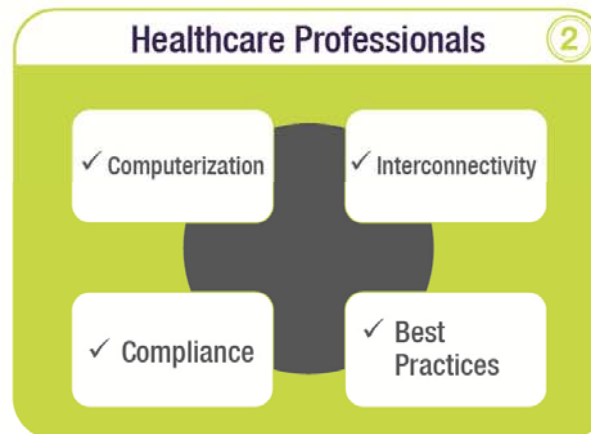 Healthcare Professionals 2
✓ Computerization
✓ Interconnectivity
✓ Compliance
✓ Best
Practices